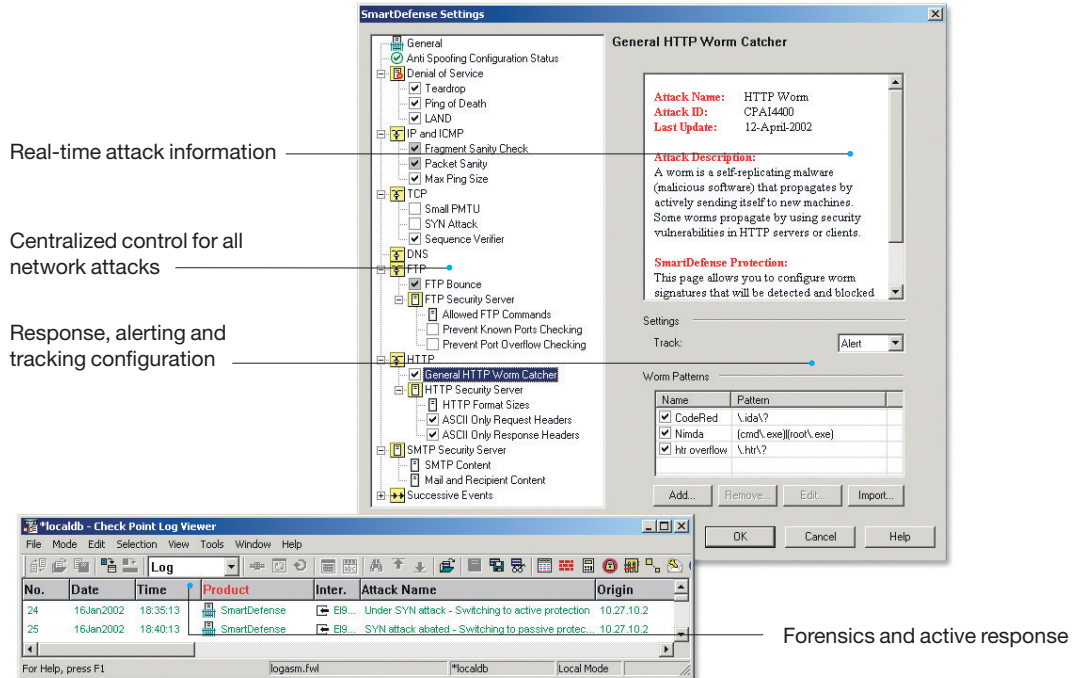 SmartDefense Settings
General
Anti Spoofing Configuration Status
Denial of Service
Teardrop
Ping of Death
LAND
IP and ICMP
Fragment Sanity Check
Packet Sanity
Max Ping Size
TCP
Small PMTU
SYN Attack
Sequence Verifier
DNS
FTP
FTP Bounce
FTP Security Server
Allowed FTP Commands
Prevent Known Ports Checking
Prevent Port Overflow Checking
HTTP
General HTTP Worm Catcher
HTTP Security Server
HTTP Format Sizes
ASCII Only Request Headers
ASCII Only Response Headers
SMTP Security Server
SMTP Content
Mail and Recipient Content
Successive Events
General HTTP Worm Catcher
Attack Name: HTTP Worm
Attack ID: CPAI4400
Last Update: 12-April-2002
Attack Description:
A worm is a self-replicating malware
(malicious software) that propagates by
actively sending itself to new machines.
Some worms propagate by using security
vulnerabilities in HTTP servers or clients.
SmartDefense Protection:
This page allows you to configure worm
signatures that will be detected and blocked
Settings
Track: Alert
Worm Patterns
Name Pattern
CodeRed \.ida\?
Nimda (cmd\.exe)|(root\.exe)
htr overflow \.htr\?
Add... Remove... Edit... Import...
OK Cancel Help
Real-time attack information
Centralized control for all
network attacks
Response, alerting and
tracking configuration
*localdb - Check Point Log Viewer
File Mode Edit Selection View Tools Window Help
Log
No. Date Time Product Inter. Attack Name Origin
24 16Jan2002 18:35:13 SmartDefense El9... Under SYN attack - Switching to active protection 10.27.10.2
25 16Jan2002 18:40:13 SmartDefense El9... SYN attack abated - Switching to passive protec... 10.27.10.2
For Help, press F1 logasm.fwl *localdb Local Mode
Forensics and active response